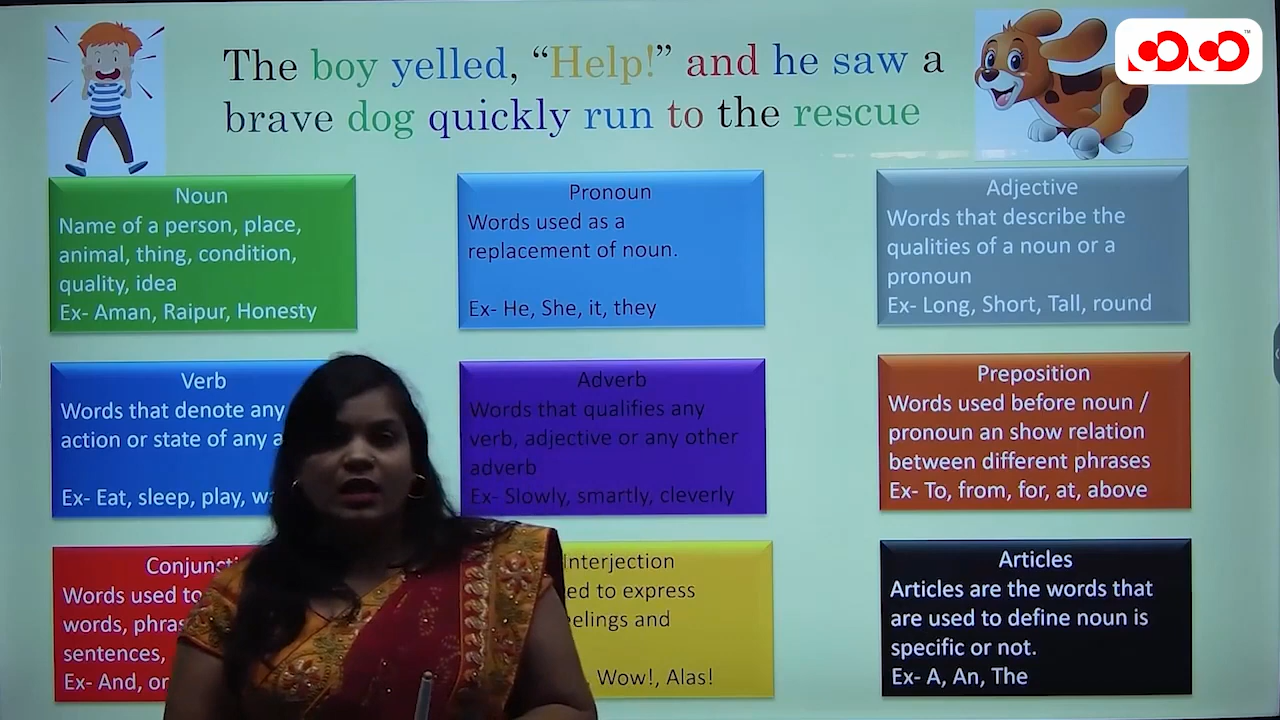 The boy yelled, “Help!” and he saw a
brave dog quickly run to the rescue
Noun
Name of a person, place,
animal, thing, condition,
quality, idea
Ex- Aman, Raipur, Honesty
Pronoun
Words used as a
replacement of noun.
Ex- He, She, it, they
Adjective
Words that describe the
qualities of a noun or a
pronoun
Ex- Long, Short, Tall, round
Verb
Words that denote any
action or state of any
Ex- Eat, sleep, play,
Adverb
Words that qualifies any
verb, adjective or any other
adverb
Ex- Slowly, smartly, cleverly
Preposition
Words used before noun /
pronoun an show relation
between different phrases
Ex- To, from, for, at, above
Words used to
words,
sentences,
Ex- And, or
Interjection
to express
and
Wow!, Alas!
Articles
Articles are the words that
are used to define noun is
specific or not.
Ex- A, An, The